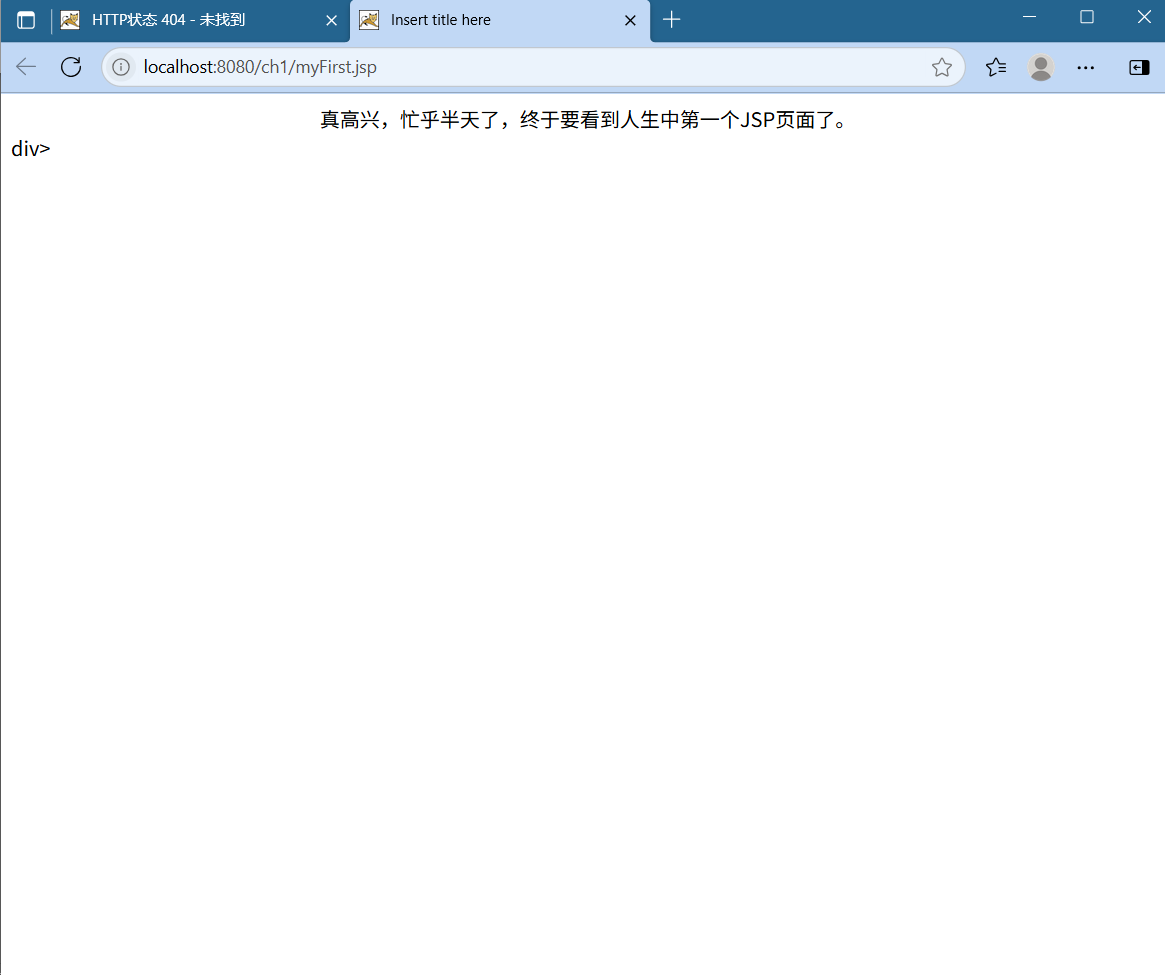 HTTP状态 404 - 未找到
Insert title here
localhost:8080/ch1/myFirst.jsp
真高兴，忙乎半天了，终于要看到人生中第一个JSP页面了。
div>